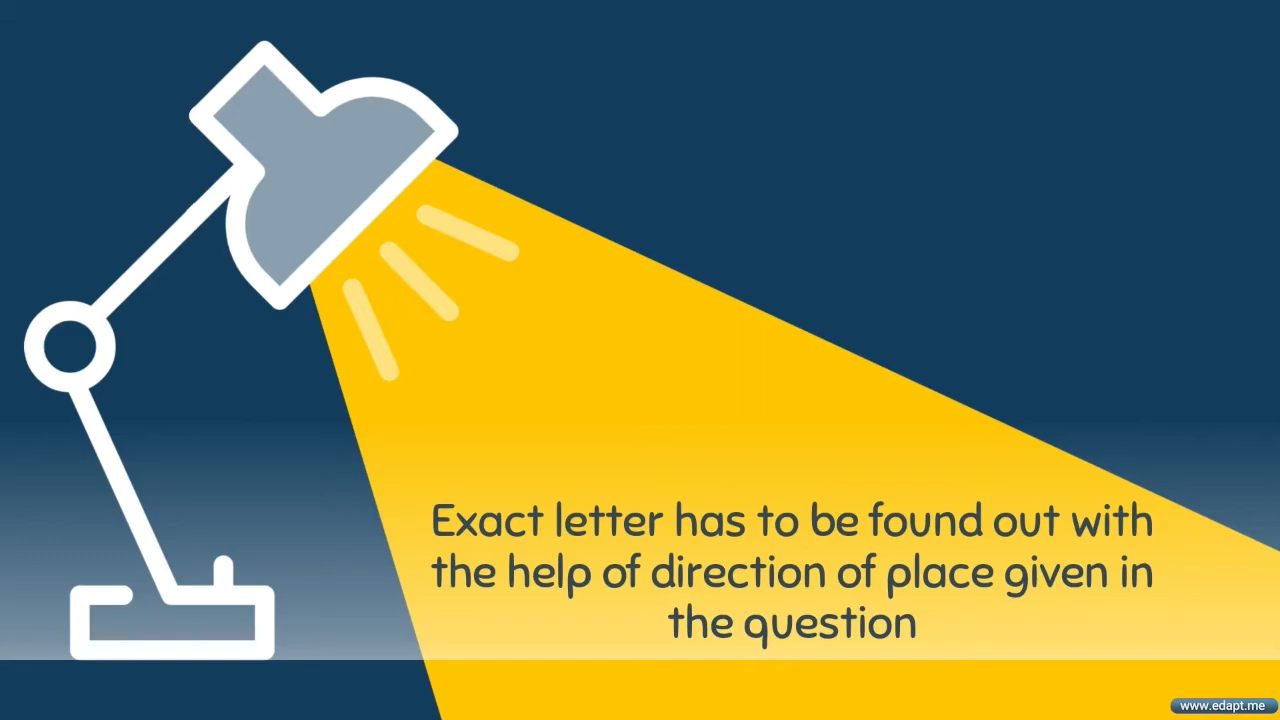 Exact letter has to be found out with
the help of direction of place given in
the question
www.edapt.me